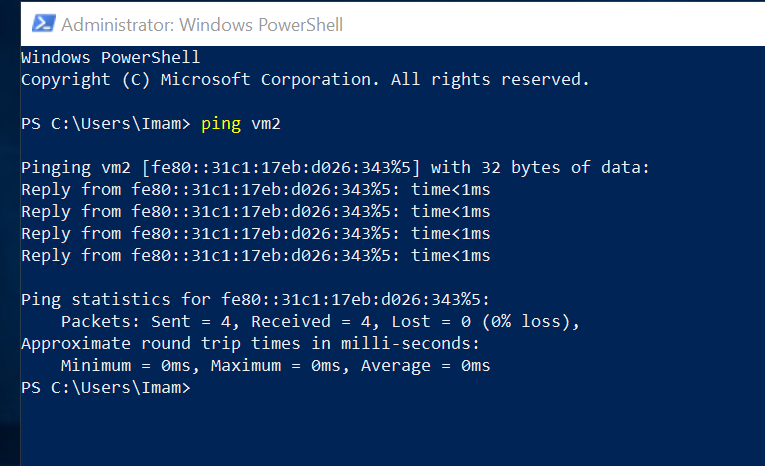 Administrator: Windows PowerShell
Windows PowerShell
Copyright (C) Microsoft Corporation. All rights reserved.
PS C:\Users\Imam> ping vm2
Pinging vm2 [fe80::31c1:17eb:d026:343%5] with 32 bytes of data:
Reply from fe80::31c1:17eb:d026:343%5: time<1ms
Reply from fe80::31c1:17eb:d026:343%5: time<1ms
Reply from fe80::31c1:17eb:d026:343%5: time<1ms
Reply from fe80::31c1:17eb:d026:343%5: time<1ms
Ping statistics for fe80::31c1:17eb:d026:343%5:
    Packets: Sent = 4, Received = 4, Lost = 0 (0% loss),
Approximate round trip times in milli-seconds:
    Minimum = 0ms, Maximum = 0ms, Average = 0ms
PS C:\Users\Imam>